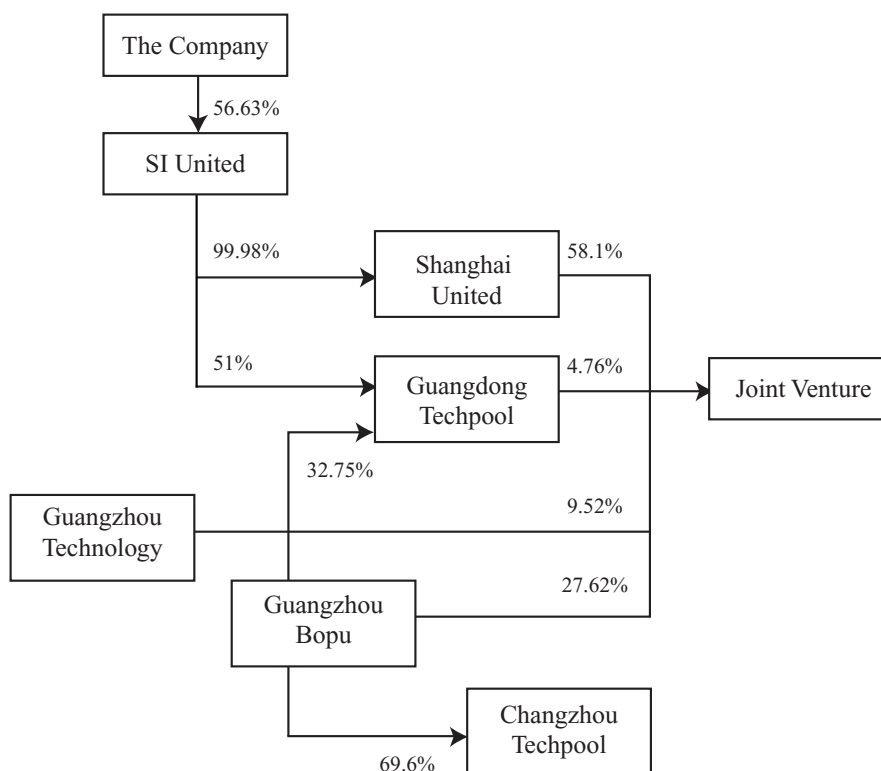 The Company
56.63%
SI United
99.98%
Shanghai
United
58.1%
51%
Guangdong
Techpool
4.76%
Joint Venture
32.75%
Guangzhou
Technology
9.52%
Guangzhou
Bopu
27.62%
Changzhou
Techpool
69.6%